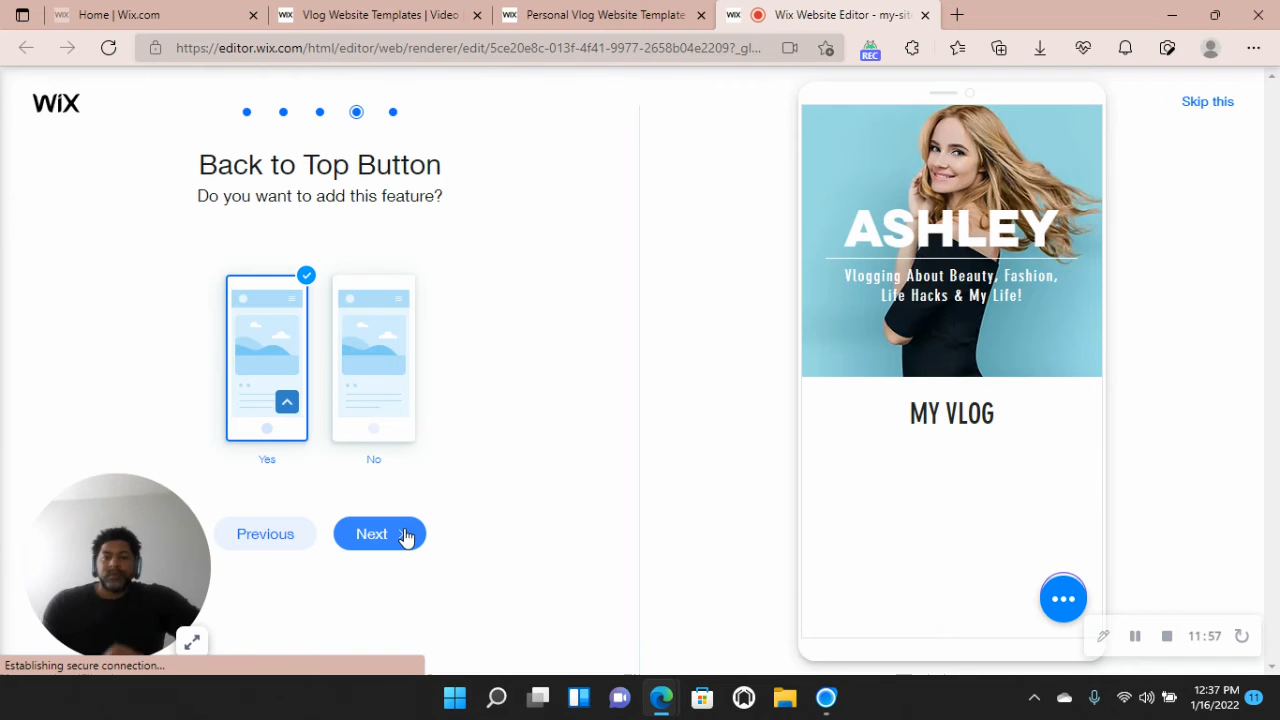 Home | Wix.com
Vlog Website Templates | Video
Personal Vlog Website Template
Wix Website Editor - my-sit
https://editor.wix.com/html/editor/web/renderer/edit/5ce20e8c-013f-4f41-9977-2658b04e2209?_gl...
REC
WiX
Skip this
Back to Top Button
Do you want to add this feature?
ASHLEY
Vlogging About Beauty, Fashion,
Life Hacks & My Life!
MY VLOG
Yes
No
Previous
Next
11:57
Establishing secure connection...
12:37 PM
1/16/2022
11